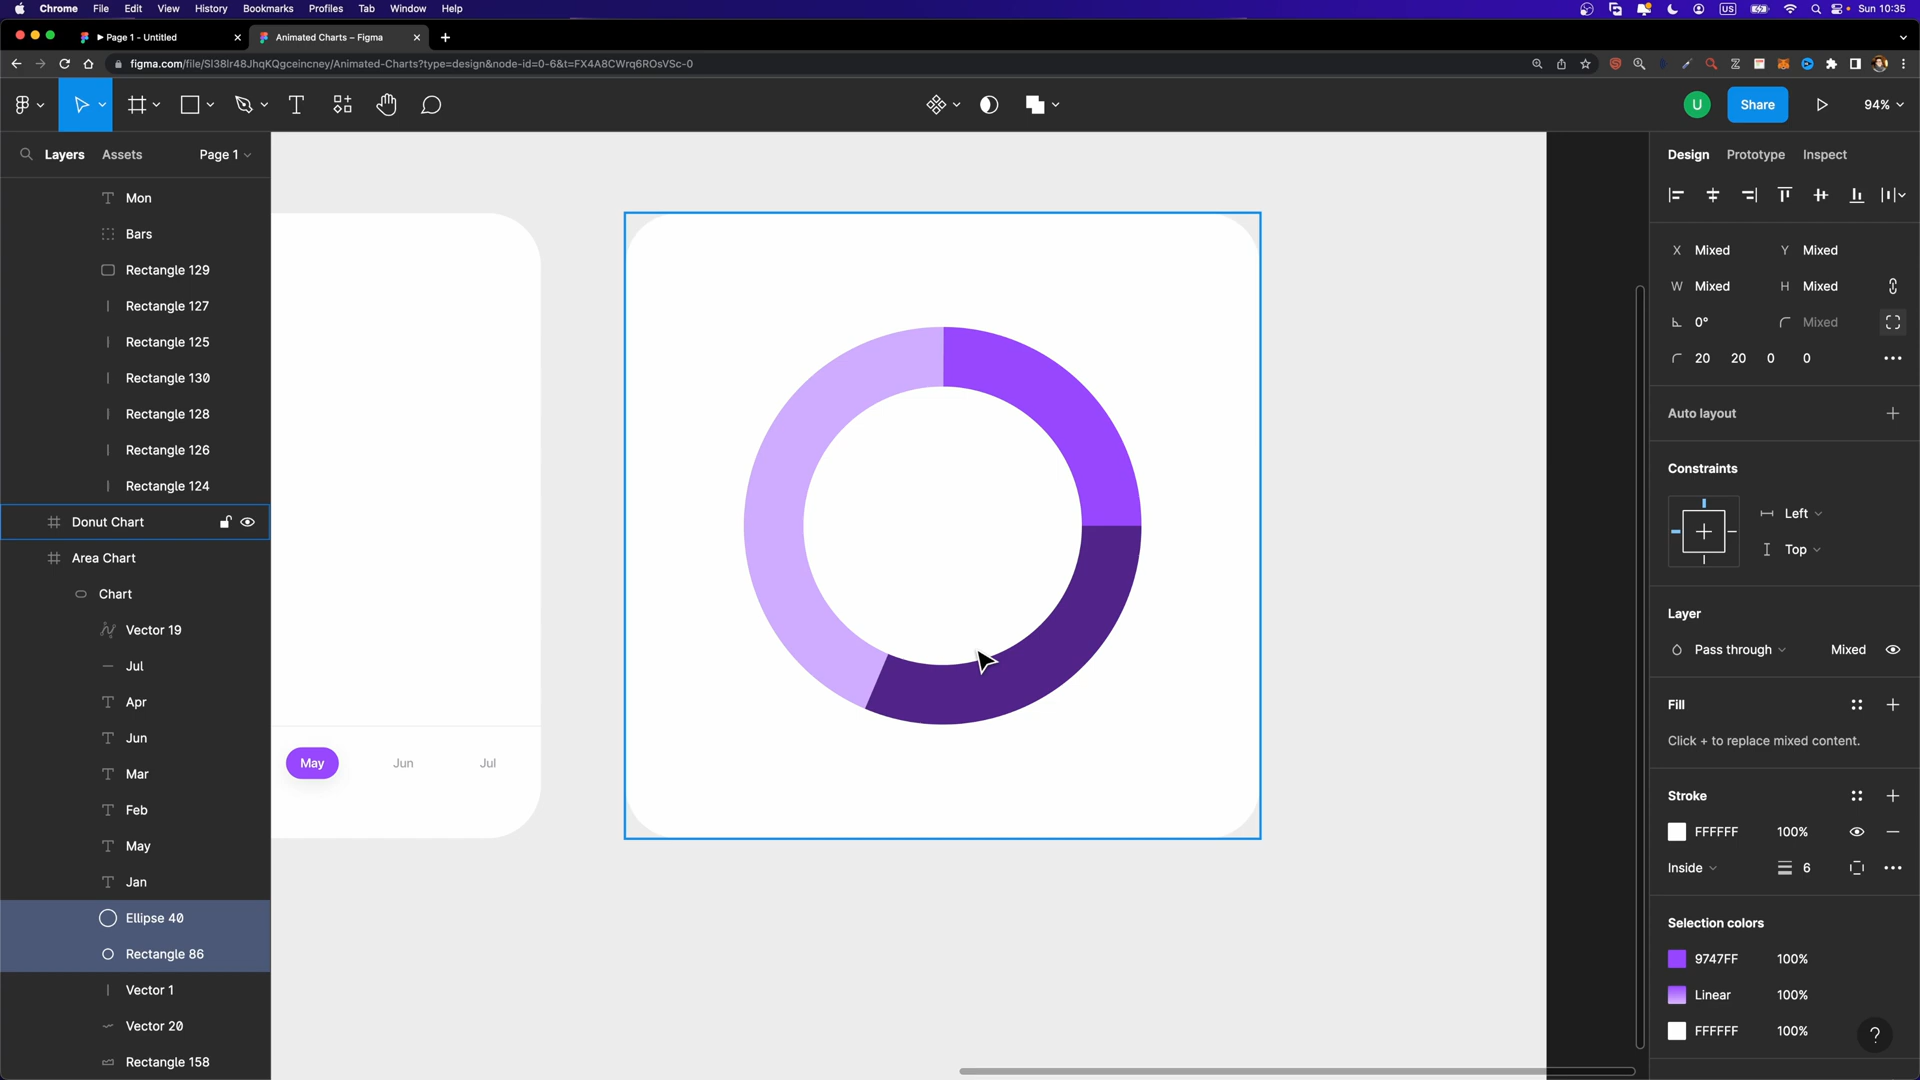 Chrome File Edit View History Bookmarks Profiles Tab Window Help US Sun 10:35
Page 1 - Untitled Animated Charts – Figma
figma.com/file/SI38lr48JhqKQgceincney/Animated-Charts?type=design&node-id=0-6&t=FX4A8CWrq6ROsVSc-0
U Share 94%
Layers Assets Page 1
Mon
Bars
Rectangle 129
Rectangle 127
Rectangle 125
Rectangle 130
Rectangle 128
Rectangle 126
Rectangle 124
Donut Chart
Area Chart
Chart
Vector 19
Jul
Apr
Jun
Mar
Feb
May
Jan
Ellipse 40
Rectangle 86
Vector 1
Vector 20
Rectangle 158
May Jun Jul
Design Prototype Inspect
X Mixed Y Mixed
W Mixed H Mixed
0° Mixed
20 20 0 0
Auto layout
Constraints
Left
Top
Layer
Pass through Mixed
Fill
Click + to replace mixed content.
Stroke
FFFFFF 100%
Inside 6
Selection colors
9747FF 100%
Linear 100%
FFFFFF 100%
?